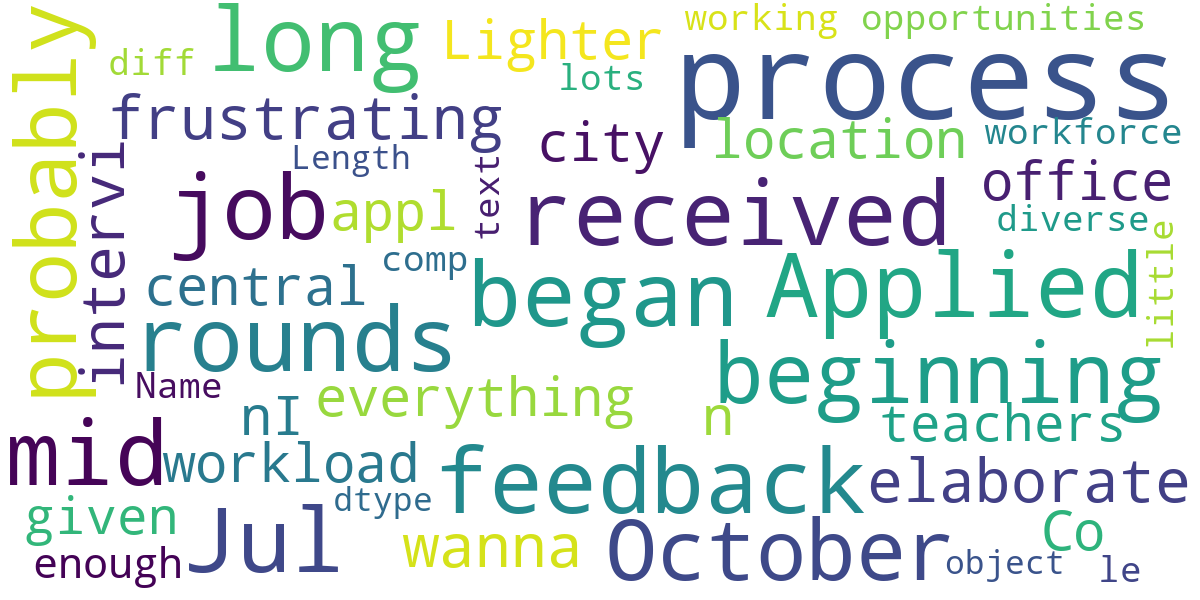 probably
diff
long
Lighter
working
opportunities
lots
process
frustrating
Length
text
city
location
workforce
intervi
job
appl
received
office
diverse
little
central
comp
began
Applied
rounds
Name
everything
beginning
nI
n
teachers
mid
workload
dtype
feedback
elaborate
given
enough
Jul
wanna
October
Co
object
le